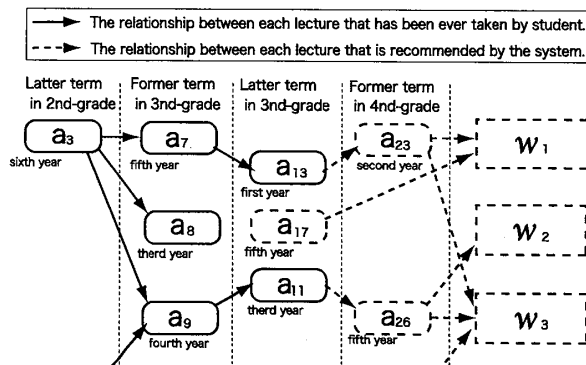 The relationship between each lecture that has been ever taken by student.
The relationship between each lecture that is recommended by the system.
Latter term in 2nd-grade
Former term in 3nd-grade
Latter term in 3nd-grade
Former term in 4nd-grade
a3
sixth year
a7
fifth year
a13
first year
a23
second year
w1
a8
therd year
a17
fifth year
w2
a9
fourth year
a11
therd year
a26
fifth year
w3